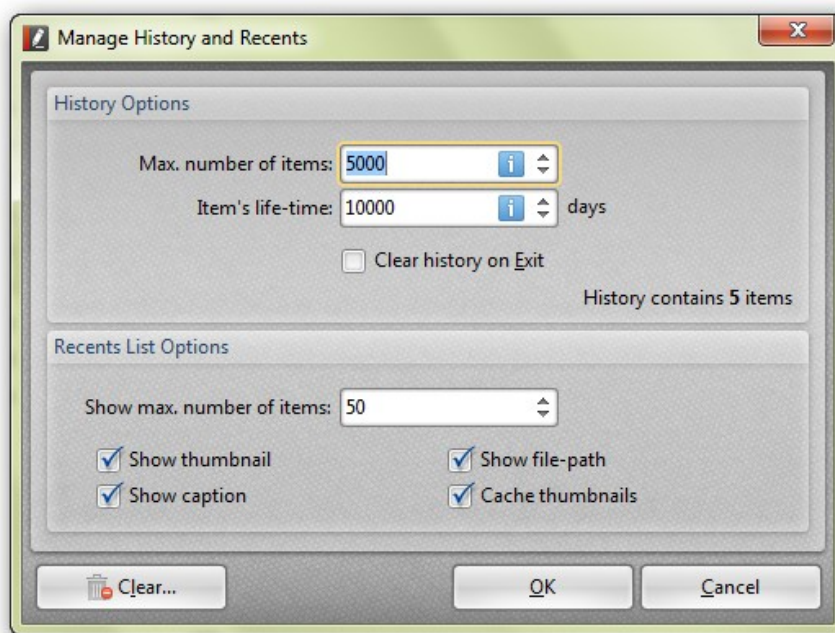 Manage History and Recents
History Options
Max. number of items: 5000
Item's life-time: 10000 days
Clear history on Exit
History contains 5 items
Recents List Options
Show max. number of items: 50
Show thumbnail Show file-path
Show caption Cache thumbnails
Clear... OK Cancel